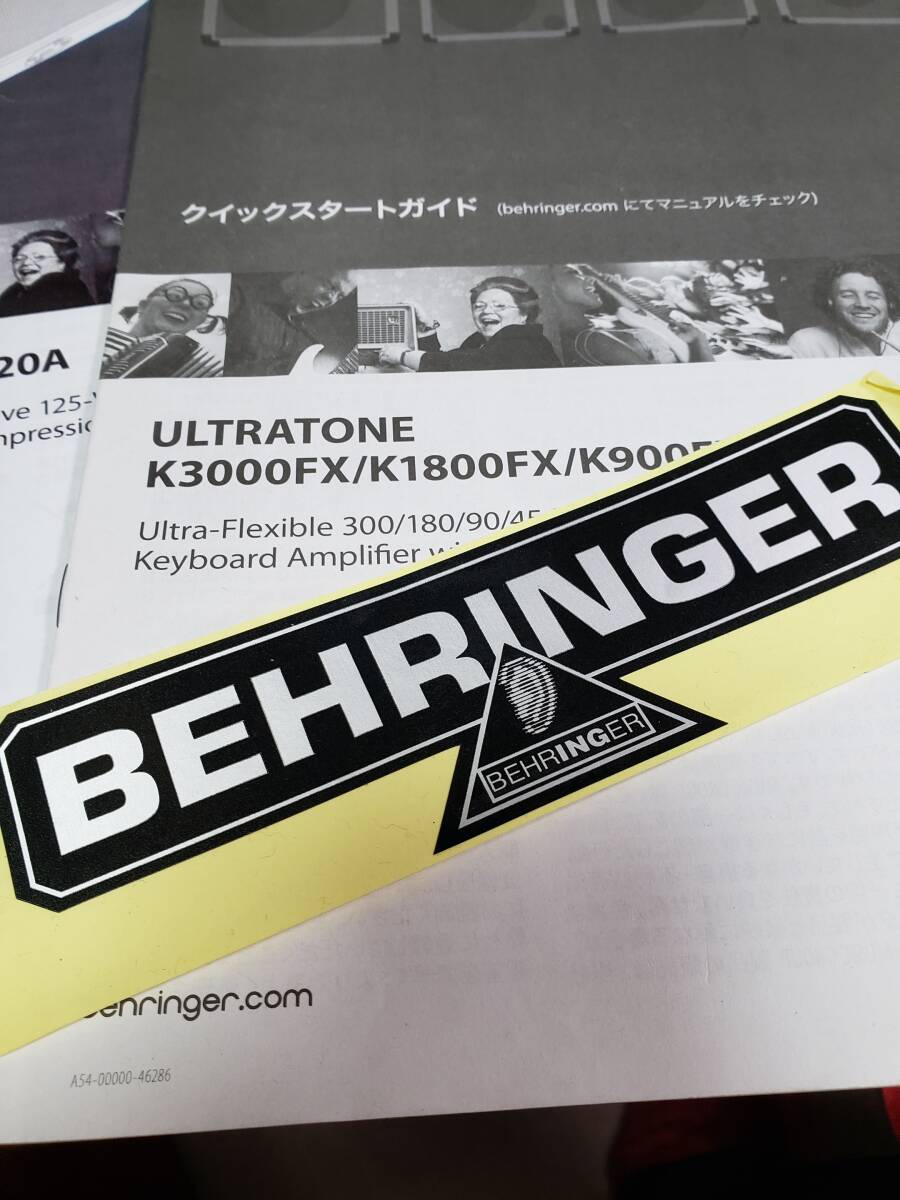 クイックスタートガイド (behringer.com にてマニュアルをチェック)
20A
ve 125-
mpressio
ULTRATONE
K3000FX/K1800FX/K900F
Ultra-Flexible 300/180/90/45
Keyboard Amplifier
BEHRINGER
BEHRINGER
behringer.com
A54-00000-46286